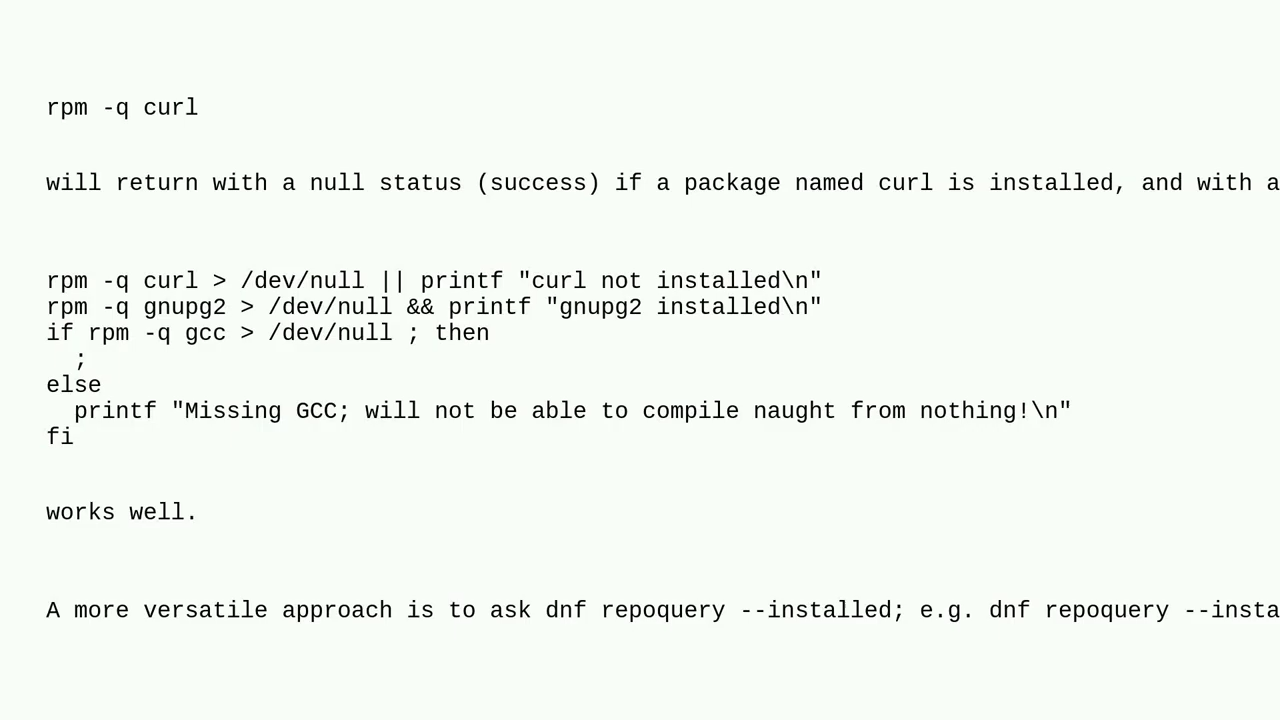 rpm -q curl
will return with a null status (success) if a package named curl is installed, and with a
rpm -q curl > /dev/null || printf "curl not installed\n"
rpm -q gnupg2 > /dev/null && printf "gnupg2 installed\n"
if rpm -q gcc > /dev/null ; then
  ;
else
  printf "Missing GCC; will not be able to compile naught from nothing!\n"
fi
works well.
A more versatile approach is to ask dnf repoquery --installed; e.g. dnf repoquery --insta